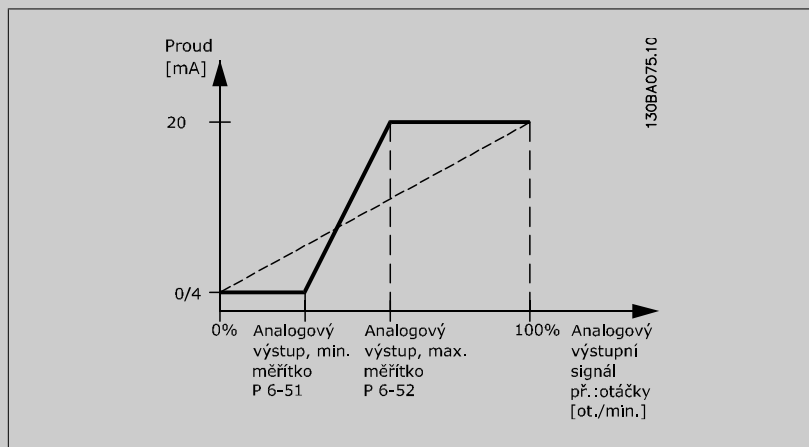 Proud
[mA]
130BA075.10
20
0/4
0%
Analogový
výstup, min.
měřítko
P 6-51
Analogový
výstup, max.
měřítko
P 6-52
100%
Analogový
výstupní
signál
př.:otáčky
[ot./min.]